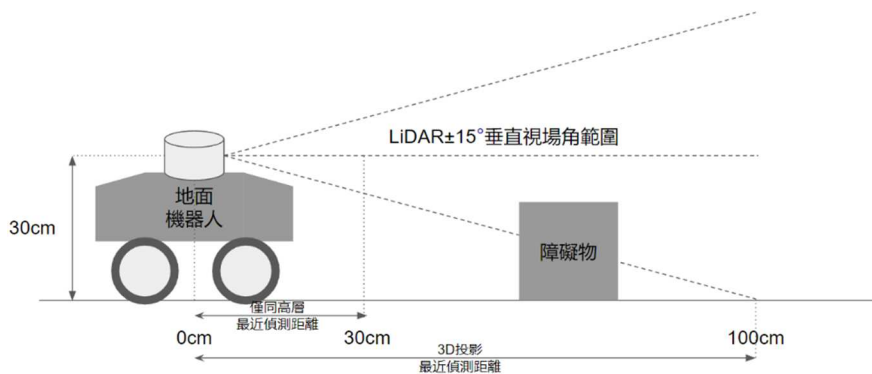 LiDAR±15°垂直視場角範圍
地面
機器人
30cm
障礙物
僅同高層
最近偵測距離
0cm
30cm
100cm
3D投影
最近偵測距離